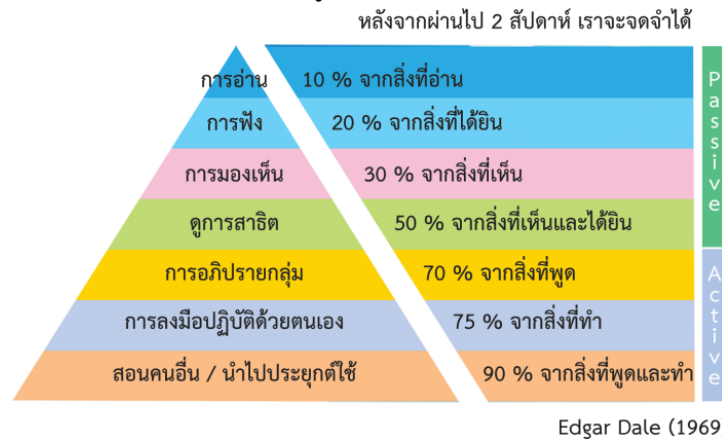 หลังจากผ่านไป 2 สัปดาห์ เราจะจดจำได้
การอ่าน 10 % จากสิ่งที่อ่าน
การฟัง 20 % จากสิ่งที่ได้ยิน
การมองเห็น 30 % จากสิ่งที่เห็น
ดูการสาธิต 50 % จากสิ่งที่เห็นและได้ยิน
การอภิปรายกลุ่ม 70 % จากสิ่งที่พูด
การลงมือปฏิบัติด้วยตนเอง 75 % จากสิ่งที่ทำ
สอนคนอื่น / นำไปประยุกต์ใช้ 90 % จากสิ่งที่พูดและทำ
Passive
Active
Edgar Dale (1969